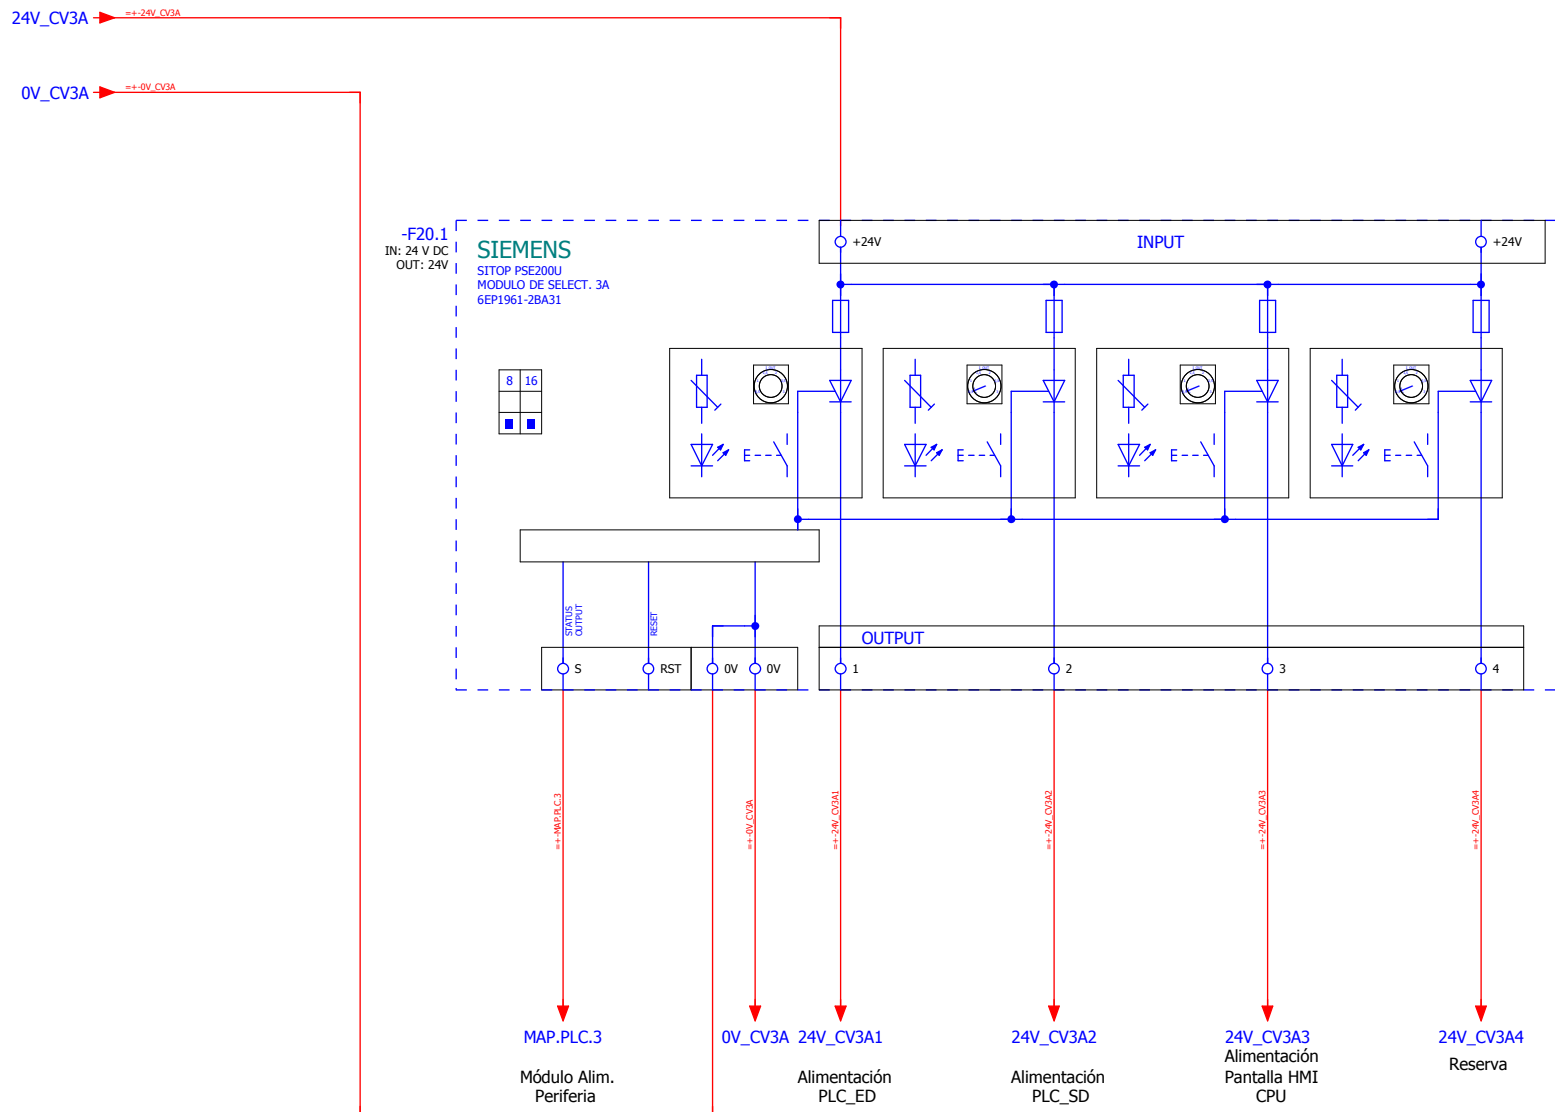 24V_CV3A
=+-24V_CV3A
0V_CV3A
=+-0V_CV3A
-F20.1
IN: 24 V DC
OUT: 24V
SIEMENS
SITOP PSE200U
MODULO DE SELECT. 3A
6EP1961-2BA31
+24V
INPUT
+24V
8 16
STATUS
OUTPUT
RESET
OUTPUT
S
RST
0V
0V
1
2
3
4
=+-MAP.PLC.3
=+-0V_CV3A
=+-24V_CV3A1
=+-24V_CV3A2
=+-24V_CV3A3
=+-24V_CV3A4
MAP.PLC.3
Módulo Alim.
Periferia
0V_CV3A
24V_CV3A1
Alimentación
PLC_ED
24V_CV3A2
Alimentación
PLC_SD
24V_CV3A3
Alimentación
Pantalla HMI
CPU
24V_CV3A4
Reserva